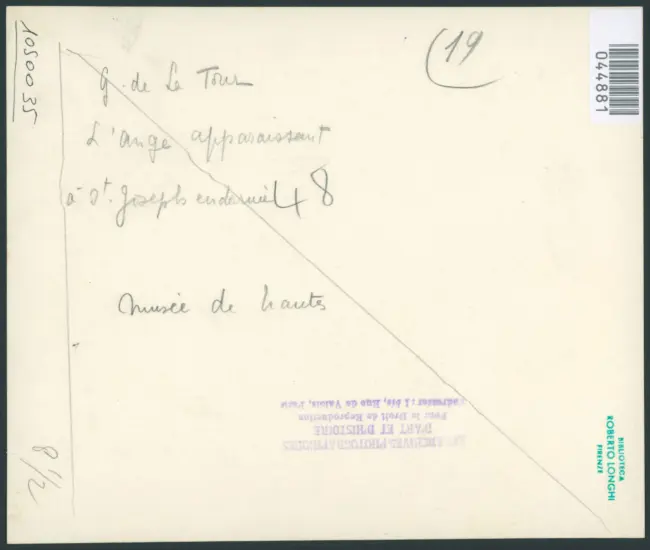 1050035
19
044881
G. de La Tour
L'ange apparaissant
à St. Joseph endormi 48
Musée de Nantes
8 1/2
LES ARCHIVES PHOTOGRAPHIQUES
D'ART ET D'HISTOIRE
Pour le Droit de Reproduction
S'adresser : 1 bis, Rue de Valois, Paris
BIBLIOTECA
ROBERTO LONGHI
FIRENZE